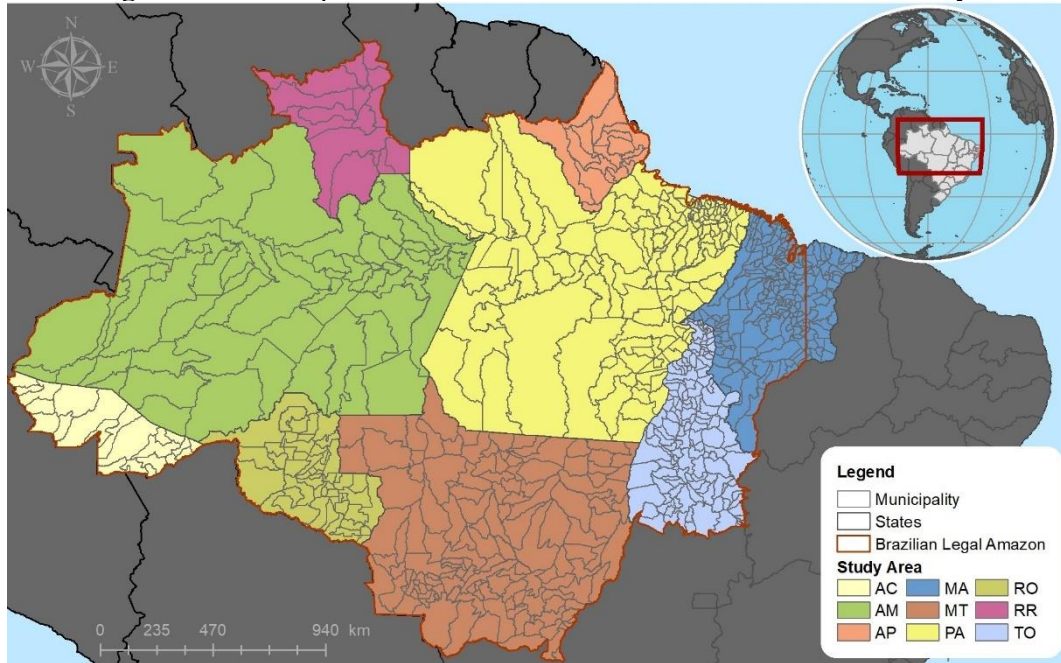 N
W E
S
0 235 470 940 km
Legend
Municipality
States
Brazilian Legal Amazon
Study Area
AC MA RO
AM MT RR
AP PA TO